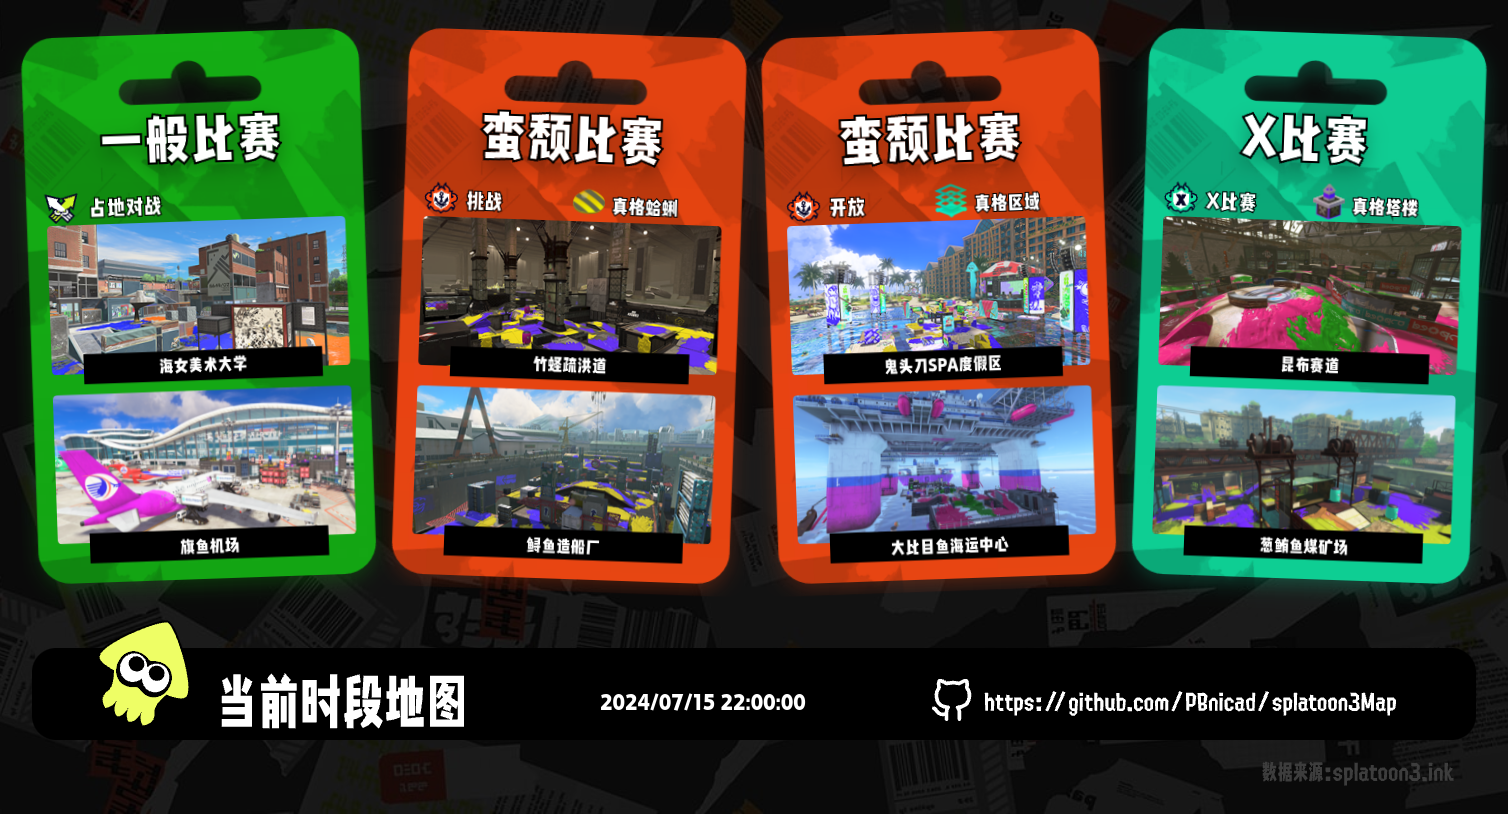 一般比赛
占地对战
海女美术大学
旗鱼机场
蛮颓比赛
挑战
真格蛤蜊
竹蛏疏洪道
鲟鱼造船厂
蛮颓比赛
开放
真格区域
鬼头刀SPA度假区
大比目鱼海运中心
X比赛
X比赛
真格塔楼
昆布赛道
葱鲔鱼煤矿场
当前时段地图
2024/07/15 22:00:00
https://github.com/PBnicad/splatoon3Map
数据来源:splatoon3.ink